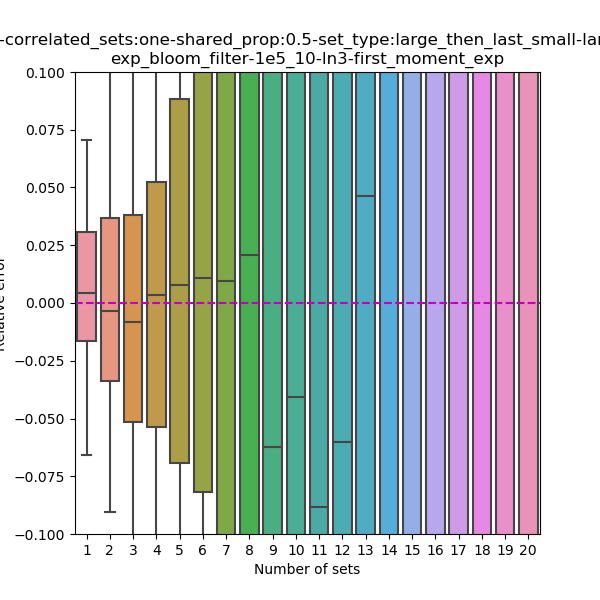 -correlated_sets:one-shared_prop:0.5-set_type:large_then_last_small-lar
exp_bloom_filter-1e5_10-ln3-first_moment_exp
0.100
0.075
0.050
0.025
0.000
−0.025
−0.050
−0.075
−0.100
Relative error
1 2 3 4 5 6 7 8 9 10 11 12 13 14 15 16 17 18 19 20
Number of sets